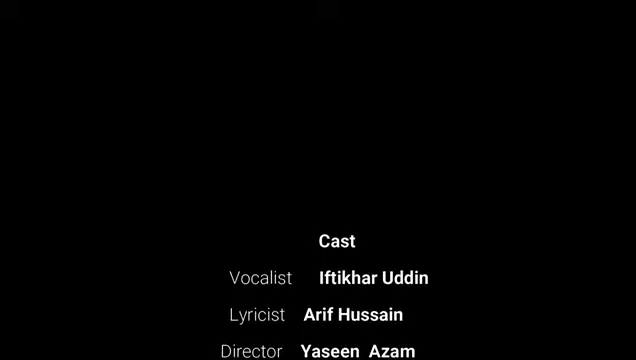 Cast
Vocalist Iftikhar Uddin
Lyricist Arif Hussain
Director Yaseen Azam